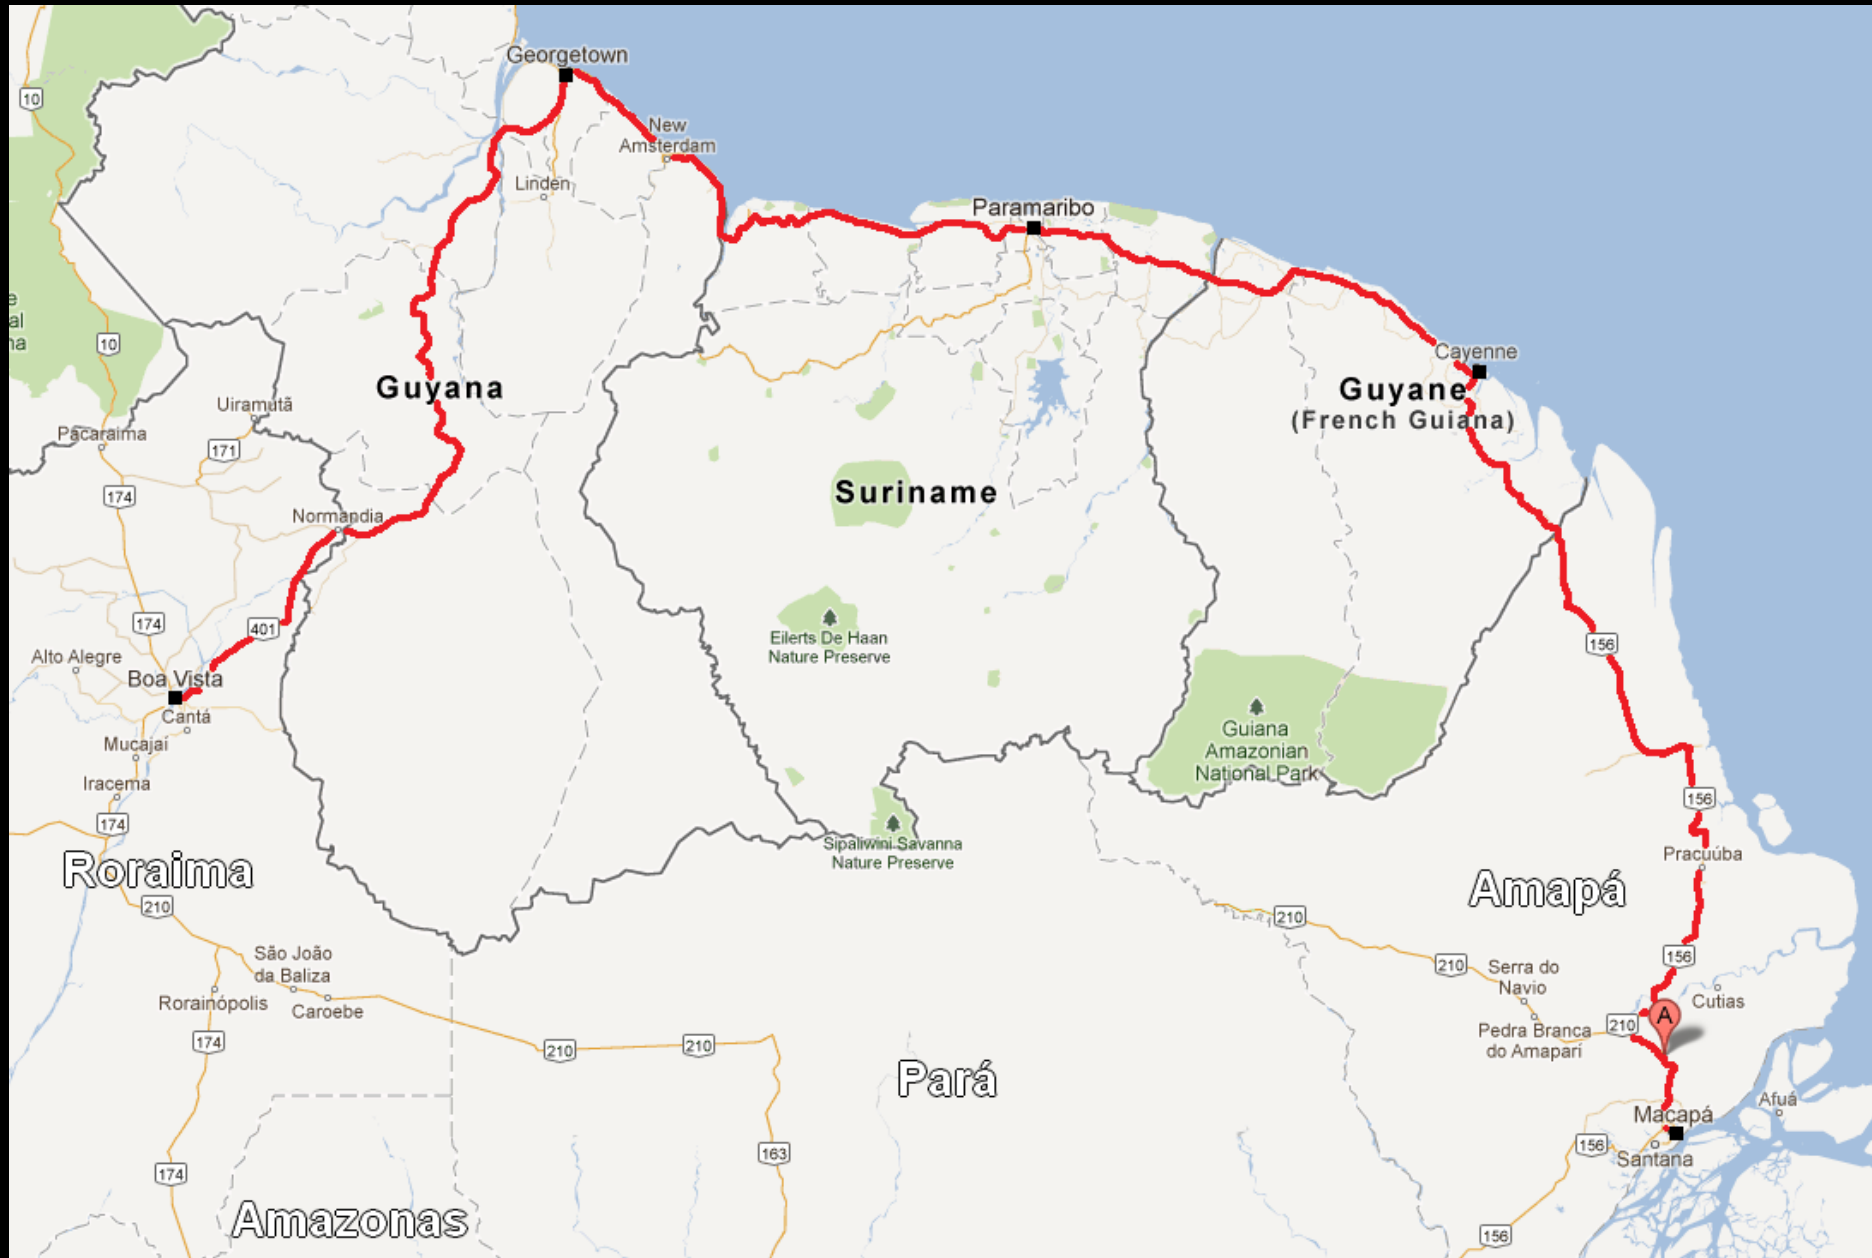 Georgetown
10
New
Amsterdam
Linden
Paramaribo
e
al
na
10
Cayenne
Guyana
Guyane
(French Guiana)
Uiramutã
Pacaraima
171
174
Suriname
Normandia
174
401
Eilerts De Haan
Nature Preserve
156
Alto Alegre
Boa Vista
Cantá
Mucajaí
Iracema
174
Guiana
Amazonian
National Park
156
Sipaliwini Savanna
Nature Preserve
Pracuúba
Roraima
Amapá
210
210
São João
da Baliza
Rorainópolis
Caroebe
156
210
Serra do
Navio
Cutias
A
210
Pedra Branca
do Amapari
174
210
210
Pará
Macapá
Afuá
163
156
Santana
174
Amazonas
156